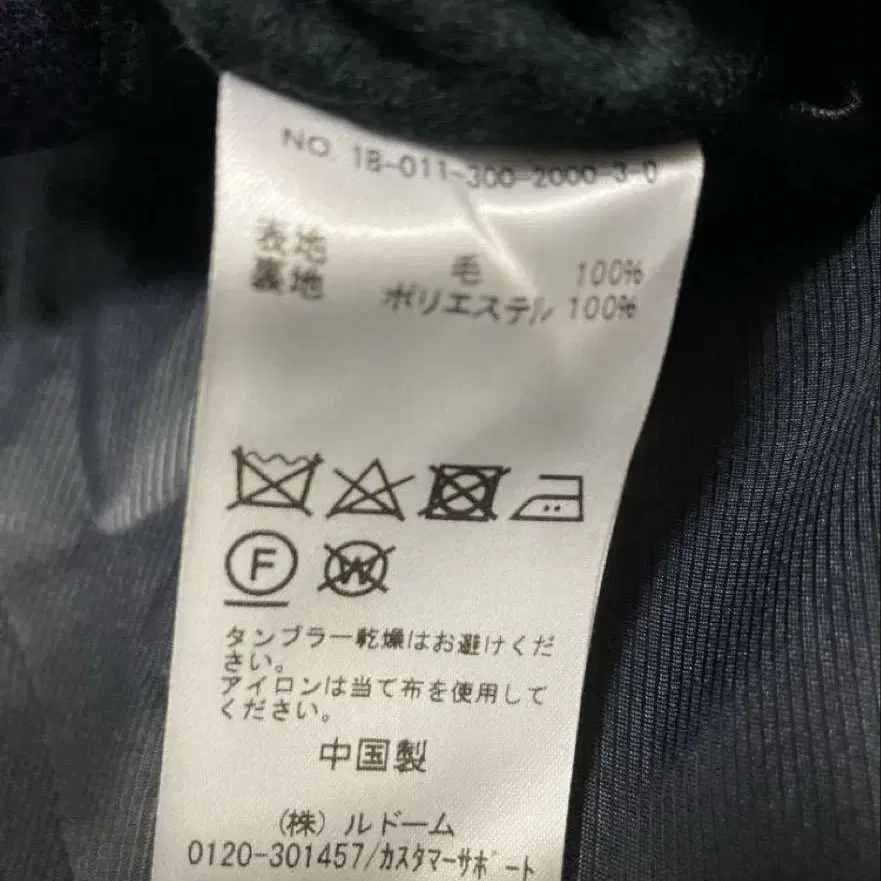 NO 18-011-300-2000-3-0
表地 毛 100%
裏地 ポリエステル 100%
F
W
タンブラー乾燥はお避けくだ
さい。
アイロンは当て布を使用して
ください。
中国製
(株) ルドーム
0120-301457/カスタマーサポート